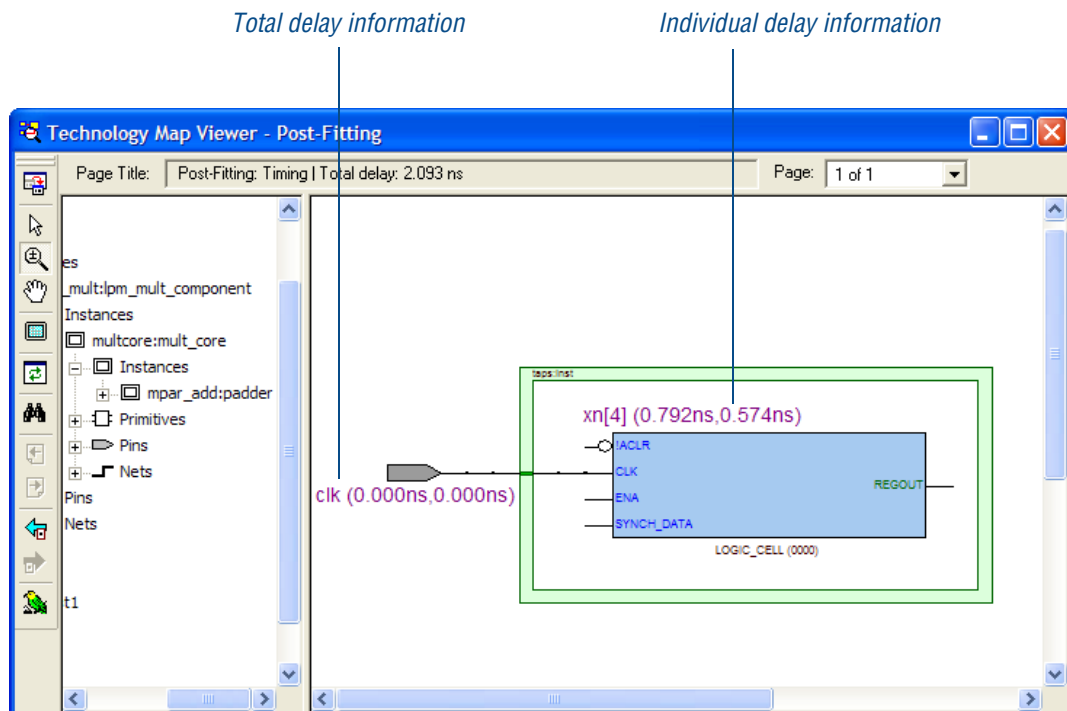 Total delay information
Individual delay information
Technology Map Viewer - Post-Fitting
Page Title: Post-Fitting: Timing | Total delay: 2.093 ns
Page: 1 of 1
es
_mult:lpm_mult_component
Instances
multcore:mult_core
Instances
mpar_add:padder
Primitives
Pins
Nets
Pins
Nets
t1
taps:inst
xn[4] (0.792ns,0.574ns)
!ACLR
CLK
ENA
SYNCH_DATA
REGOUT
LOGIC_CELL (0000)
clk (0.000ns,0.000ns)